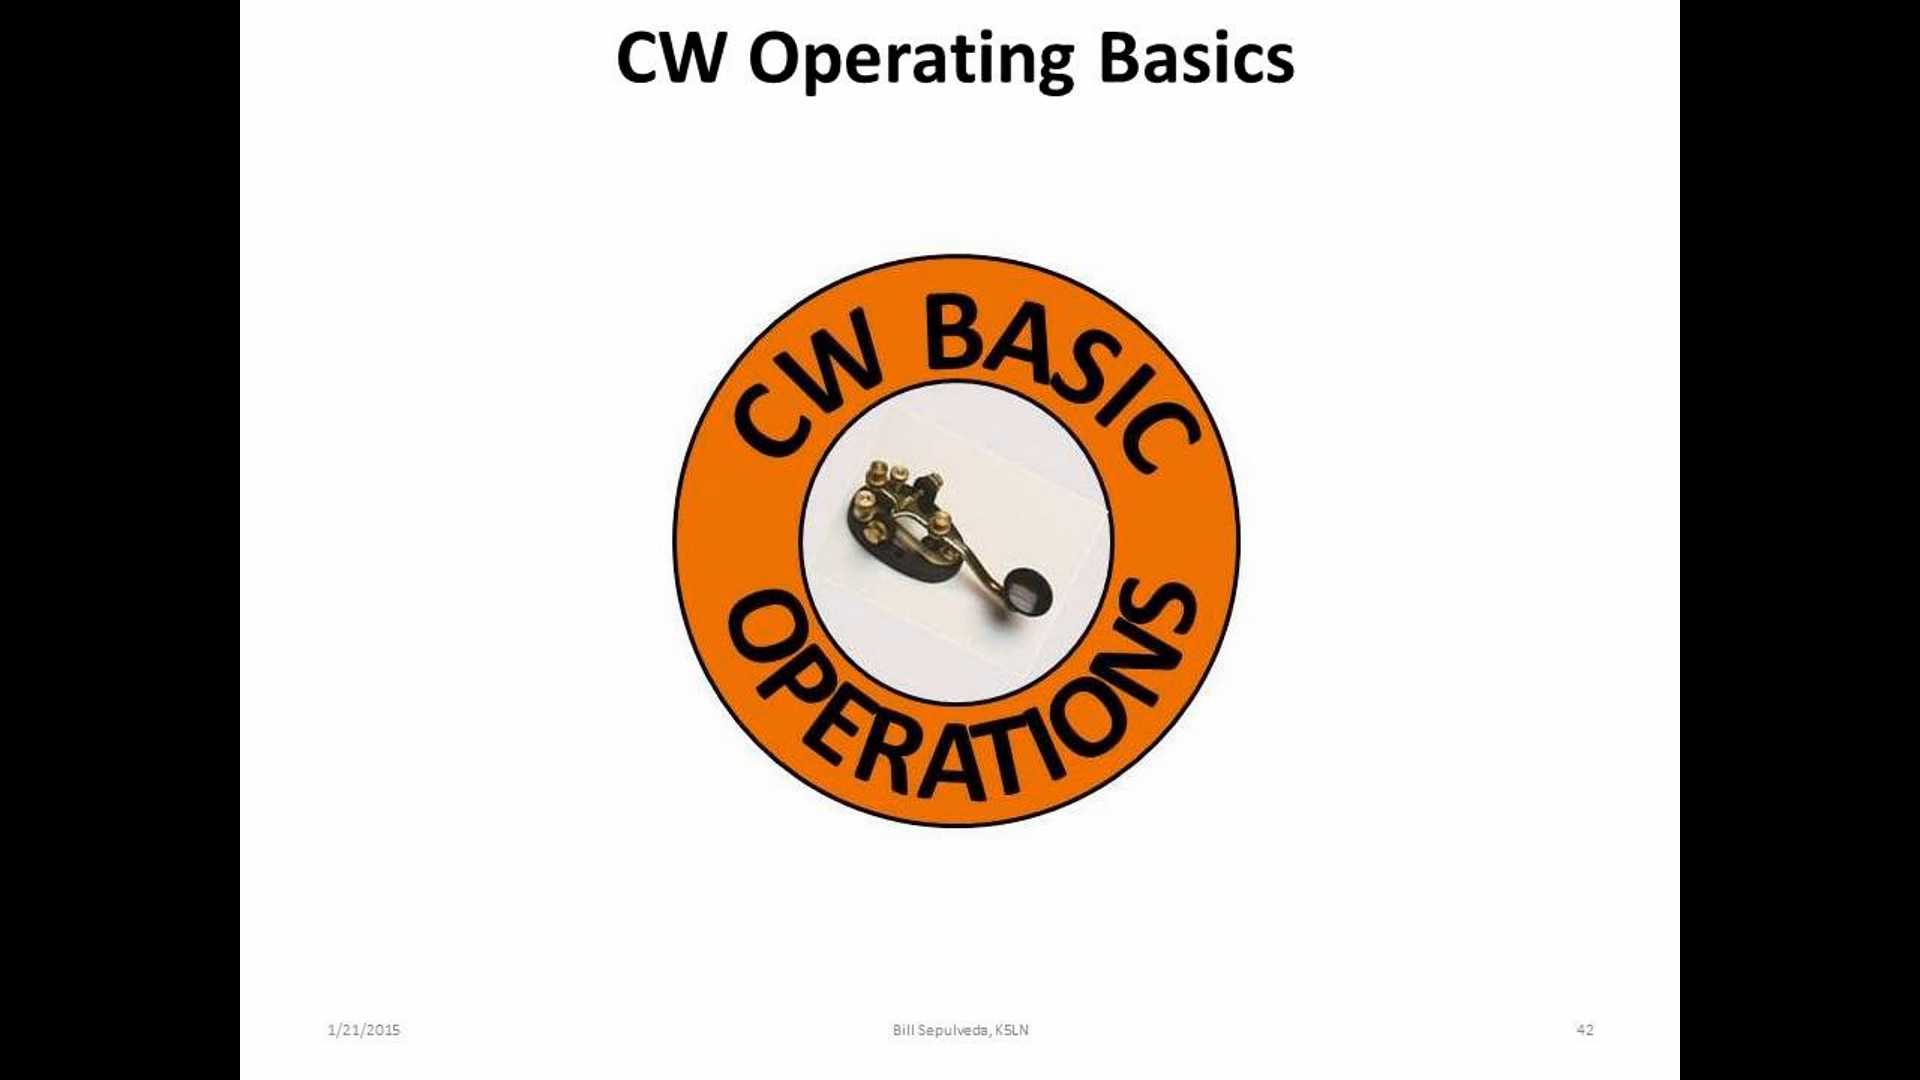 CW Operating Basics
CW BASIC
OPERATIONS
1/21/2015
Bill Sepulveda, K5LN
42